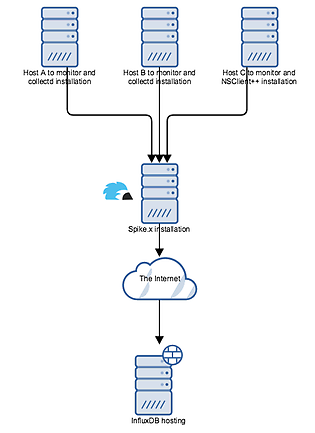 Host A to monitor and
collectd installation
Host B to monitor and
collectd installation
Host C to monitor and
NSClient++ installation
Spike.x installation
The Internet
InfluxDB hosting